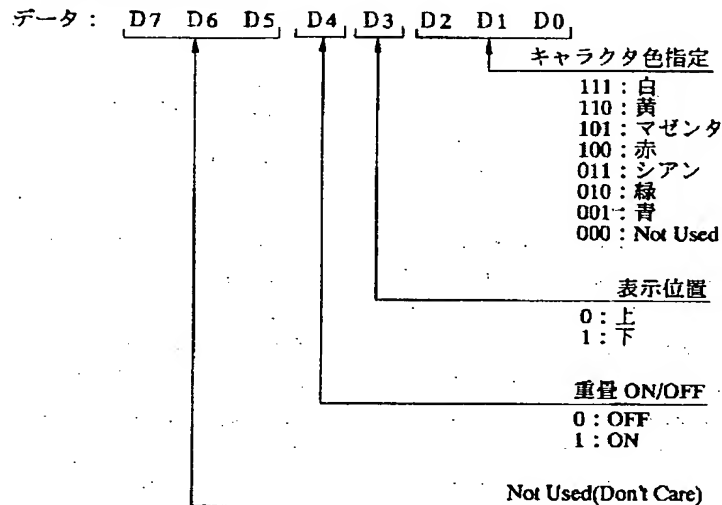 データ： D7 D6 D5 D4 D3 D2 D1 D0
キャラクタ色指定
111：白
110：黄
101：マゼンタ
100：赤
011：シアン
010：緑
001：青
000：Not Used
表示位置
0：上
1：下
重畳 ON/OFF
0：OFF
1：ON
Not Used(Don't Care)